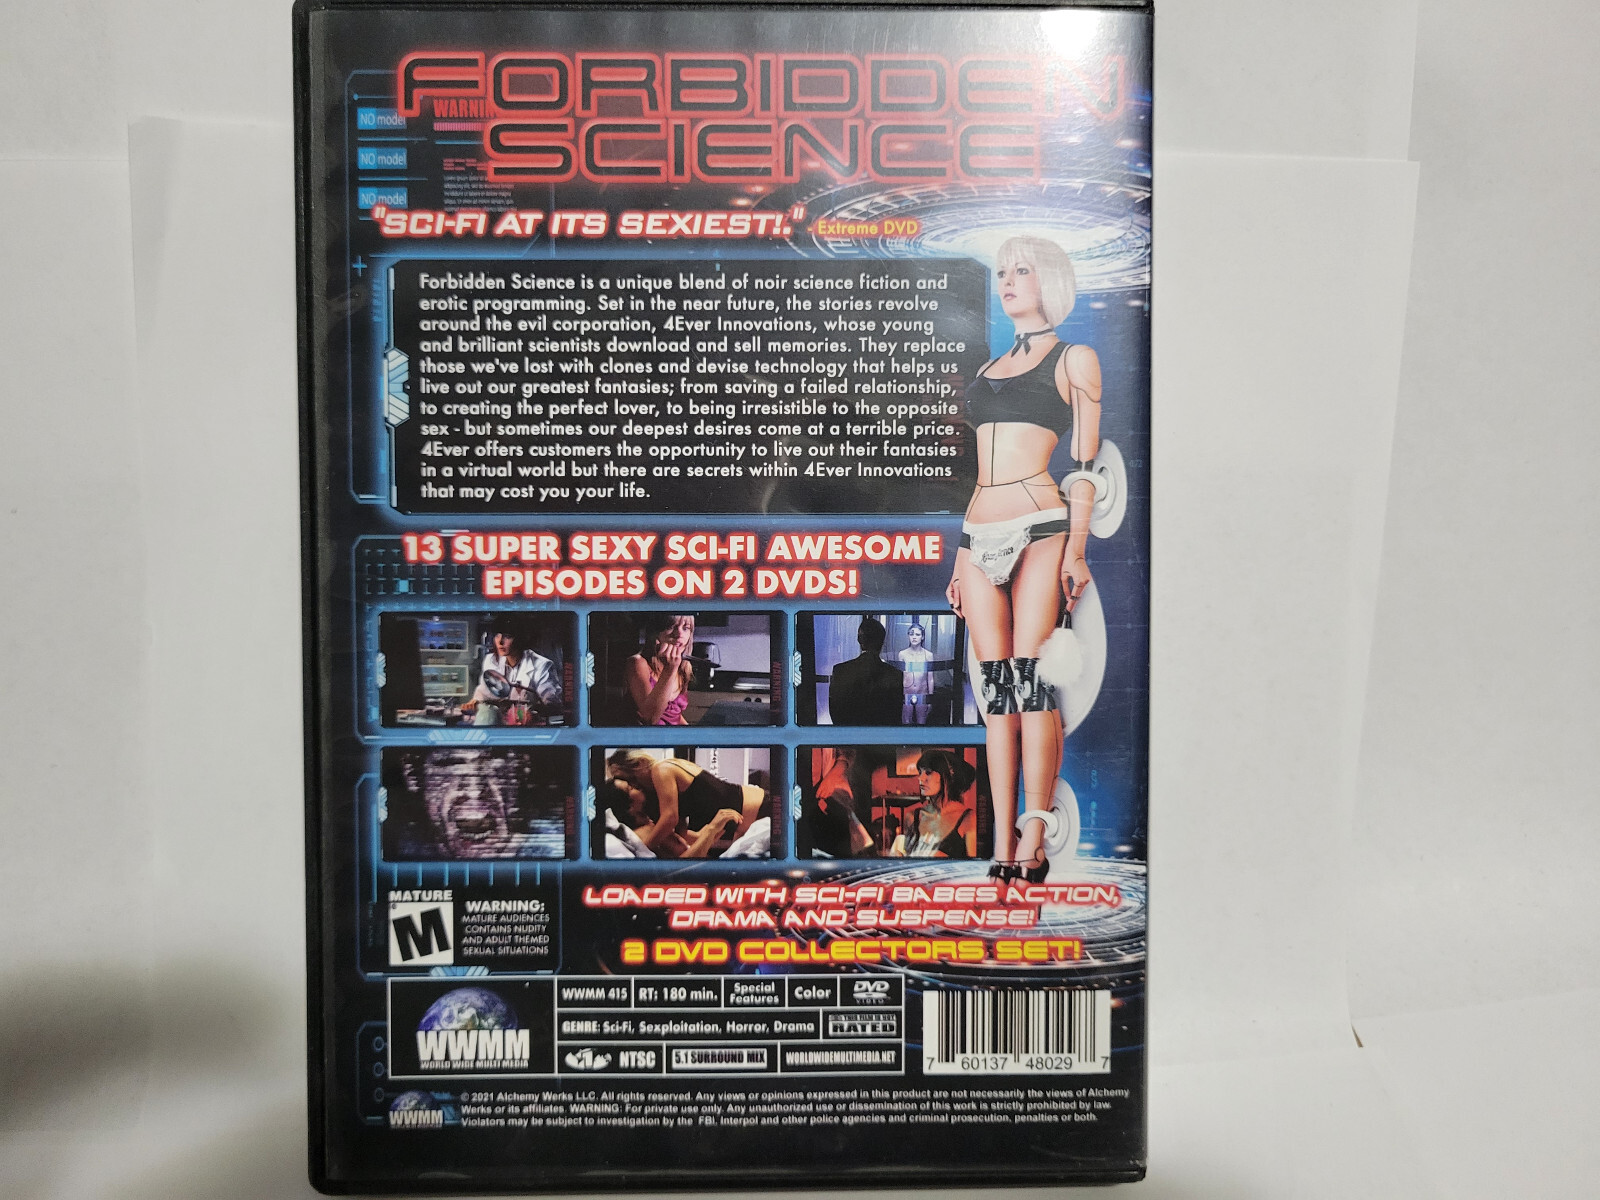 FORBIDDEN
SCIENCE
WARNIN
NO model
NO model
NO model
"SCI-FI AT ITS SEXIEST!." - Extreme DVD
Forbidden Science is a unique blend of noir science fiction and
erotic programming. Set in the near future, the stories revolve
around the evil corporation, 4Ever Innovations, whose young
and brilliant scientists download and sell memories. They replace
those we've lost with clones and devise technology that helps us
live out our greatest fantasies; from saving a failed relationship,
to creating the perfect lover, to being irresistible to the opposite
sex - but sometimes our deepest desires come at a terrible price.
4Ever offers customers the opportunity to live out their fantasies
in a virtual world but there are secrets within 4Ever Innovations
that may cost you your life.
13 SUPER SEXY SCI-FI AWESOME
EPISODES ON 2 DVDS!
WARNING
WARNING
WARNING
WARNING
WARNING
LOADED WITH SCI-FI BABES ACTION,
DRAMA AND SUSPENSE!
2 DVD COLLECTORS SET!
MATURE
M
WARNING:
MATURE AUDIENCES
CONTAINS NUDITY
AND ADULT THEMED
SEXUAL SITUATIONS
WWMM
WORLD WIDE MULTI MEDIA
WWMM 415
RT: 180 min.
Special
Features
Color
DVD
VIDEO
GENRE: Sci-Fi, Sexploitation, Horror, Drama
THIS FILM IS NOT
RATED
NTSC
5.1 SURROUND MIX
WORLDWIDEMULTIMEDIA.NET
7 60137 48029 7
WWMM
© 2021 Alchemy Werks LLC. All rights reserved. Any views or opinions expressed in this product are not necessarily the views of Alchemy
Werks or its affiliates. WARNING: For private use only. Any unauthorized use or dissemination of this work is strictly prohibited by law.
Violators may be subject to investigation by the FBI, Interpol and other police agencies and criminal prosecution, penalties or both.